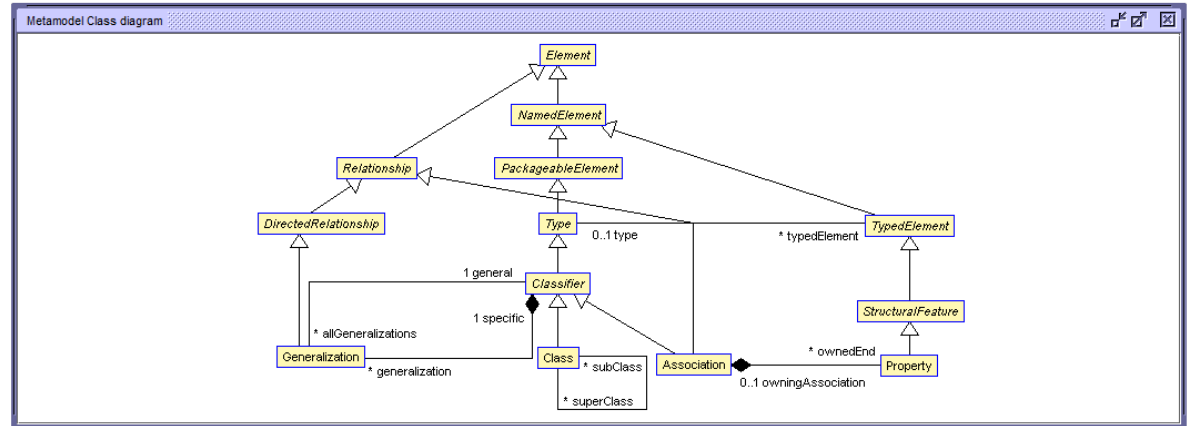 Metamodel Class diagram
Element
NamedElement
Relationship
PackageableElement
DirectedRelationship
Type
TypedElement
0..1 type
* typedElement
1 general
Classifier
1 specific
StructuralFeature
* allGeneralizations
Generalization
* generalization
Class
* subClass
* superClass
Association
* ownedEnd
0..1 owningAssociation
Property